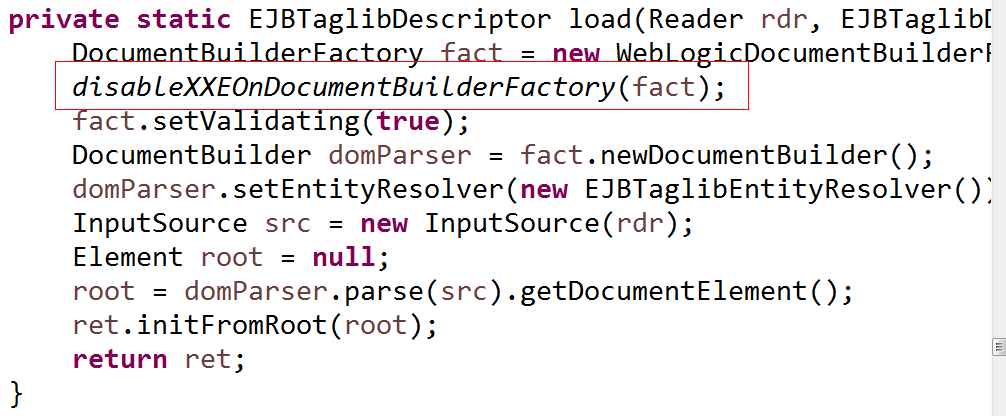 private static EJBTaglibDescriptor load(Reader rdr, EJBTaglibD
    DocumentBuilderFactory fact = new WebLogicDocumentBuilderF
    disableXXEOnDocumentBuilderFactory(fact);
    fact.setValidating(true);
    DocumentBuilder domParser = fact.newDocumentBuilder();
    domParser.setEntityResolver(new EJBTaglibEntityResolver())
    InputSource src = new InputSource(rdr);
    Element root = null;
    root = domParser.parse(src).getDocumentElement();
    ret.initFromRoot(root);
    return ret;
}